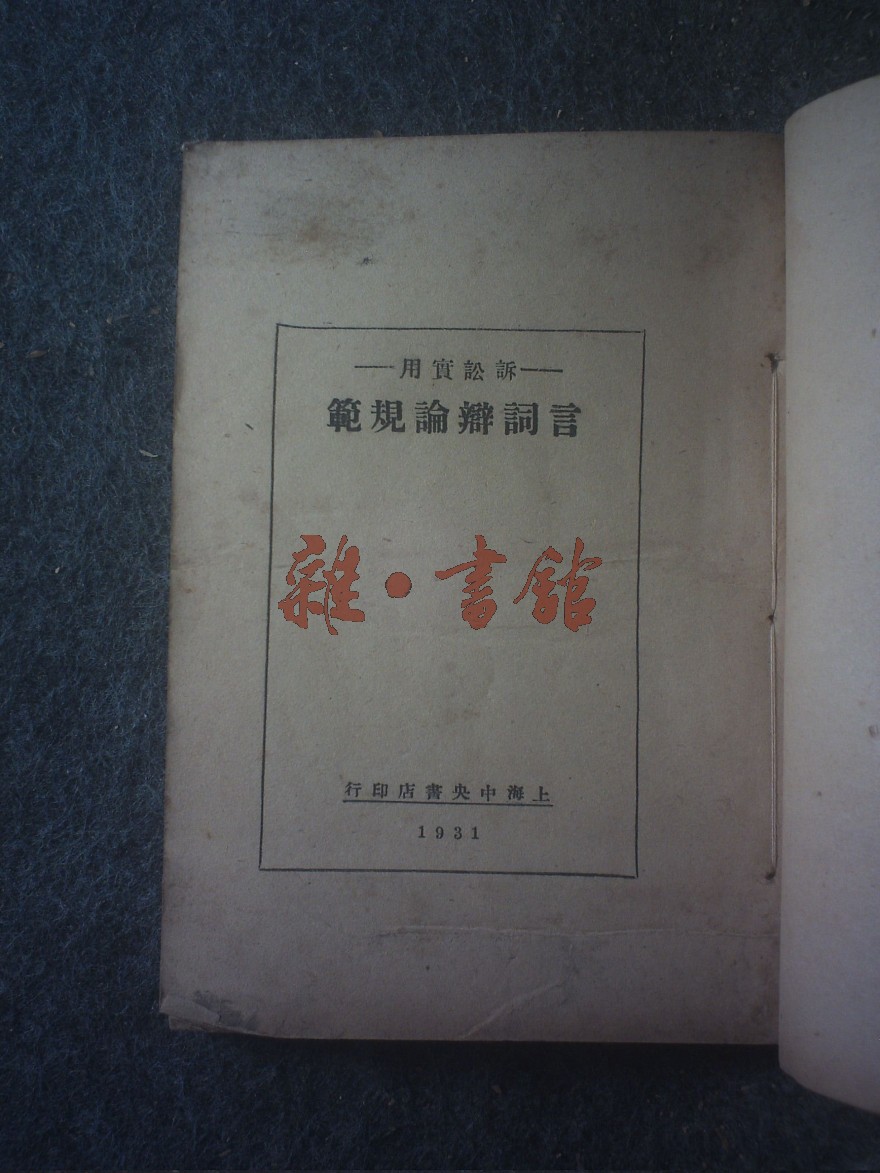 訴訟實用
言詞辯論規範
雜·書館
上海中央書店印行
1931